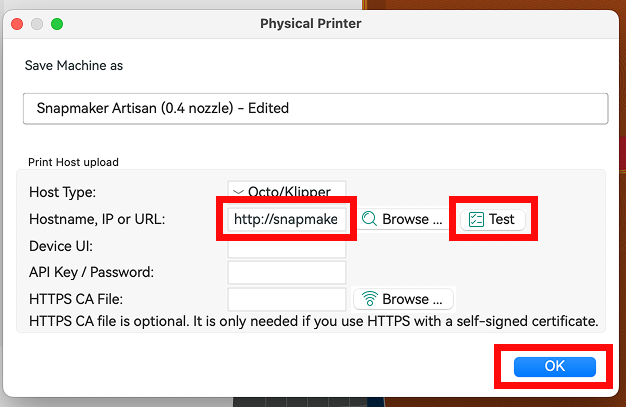 Physical Printer
Save Machine as
Snapmaker Artisan (0.4 nozzle) - Edited
Print Host upload
Host Type: Octo/Klipper
Hostname, IP or URL: http://snapmake Browse ... Test
Device UI:
API Key / Password:
HTTPS CA File: Browse ...
HTTPS CA file is optional. It is only needed if you use HTTPS with a self-signed certificate.
OK